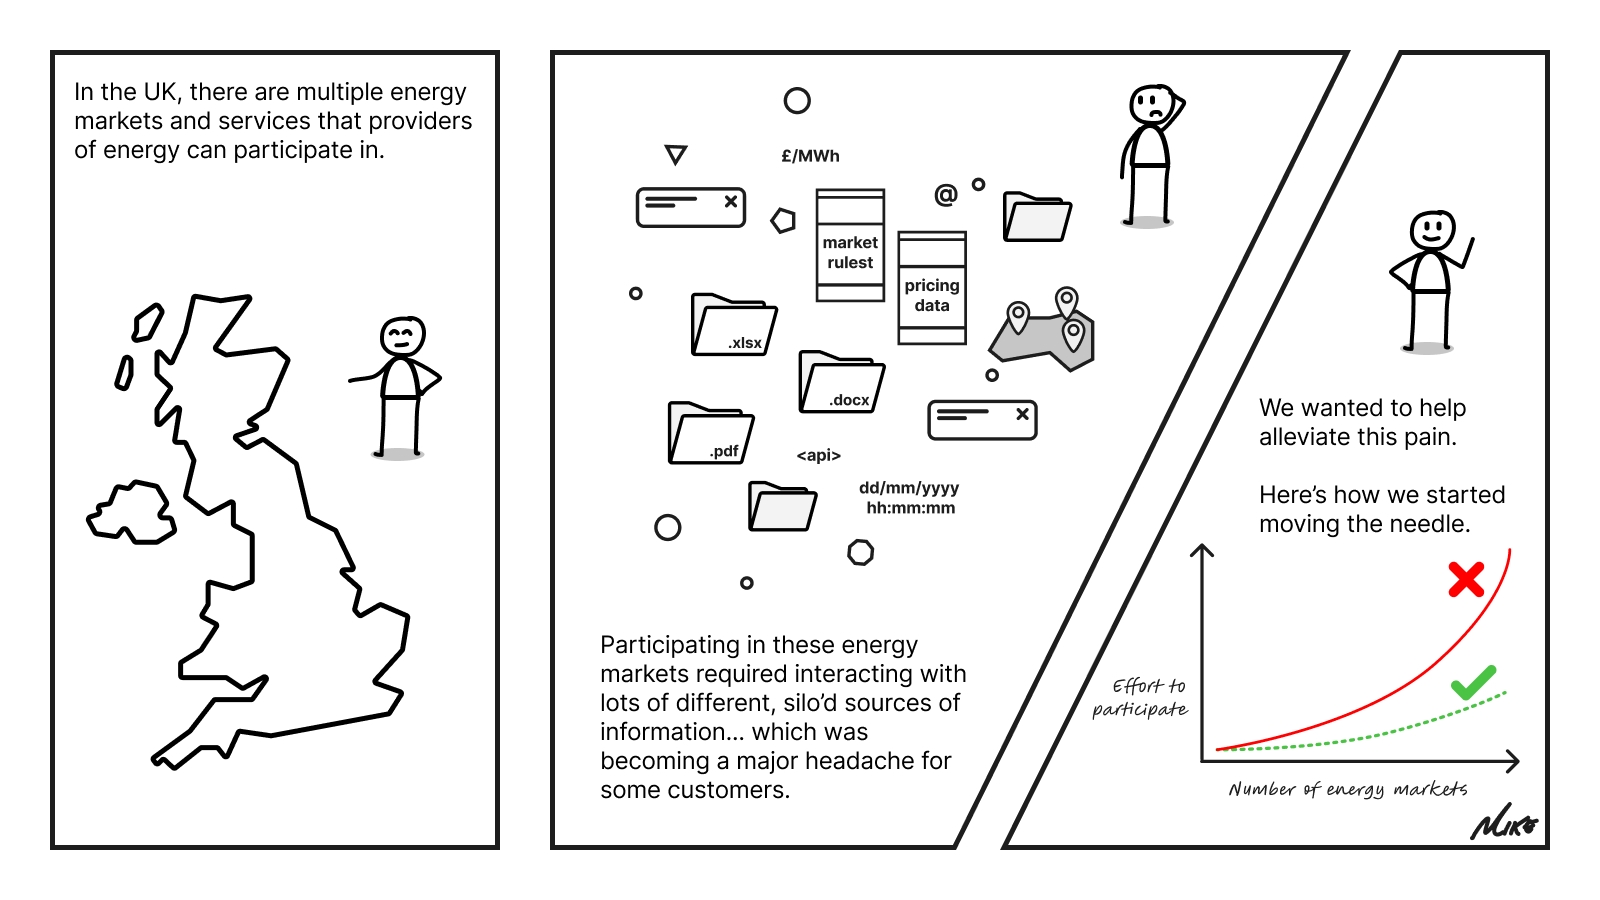 In the UK, there are multiple energy
markets and services that providers
of energy can participate in.
£/MWh
@
market
rulest
pricing
data
.xlsx
.docx
.pdf
<api>
dd/mm/yyyy
hh:mm:mm
Participating in these energy
markets required interacting with
lots of different, silo’d sources of
information... which was
becoming a major headache for
some customers.
We wanted to help
alleviate this pain.
Here’s how we started
moving the needle.
Effort to
participate
Number of energy markets
MIKE